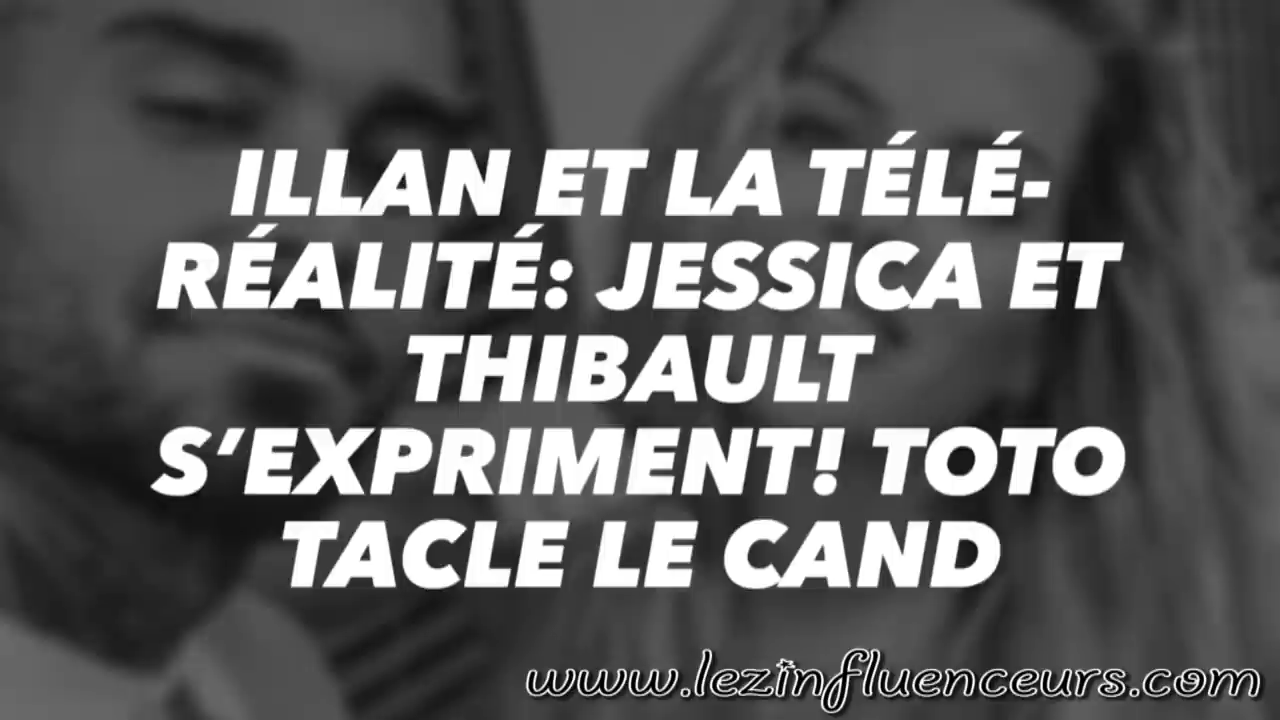 ILLAN ET LA TÉLÉ-
RÉALITÉ: JESSICA ET
THIBAULT
S’EXPRIMENT! TOTO
TACLE LE CAND
www.lezinfluenceurs.com